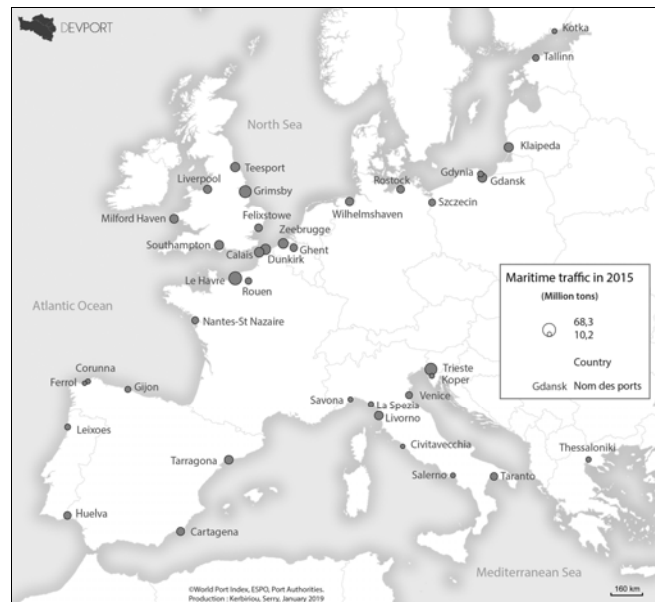 DEVPORT
Kotka
Tallinn
North Sea
Klaipeda
Teesport
Gdynia
Liverpool
Rostock
Gdansk
Grimsby
Szczecin
Milford Haven
Felixstowe
Wilhelmshaven
Zeebrugge
Southampton
Ghent
Calais
Dunkirk
Le Havre
Rouen
Maritime traffic in 2015
(Million tons)
68,3
10,2
Country
Gdansk Nom des ports
Atlantic Ocean
Nantes-St Nazaire
Trieste
Koper
Corunna
Ferrol
Gijon
Savona
La Spezia
Venice
Livorno
Leixoes
Civitavecchia
Thessaloniki
Tarragona
Salerno
Taranto
Huelva
Cartagena
Mediterranean Sea
©World Port Index, ESPO, Port Authorities.
Production : Kerbiriou, Serry, January 2019
160 km